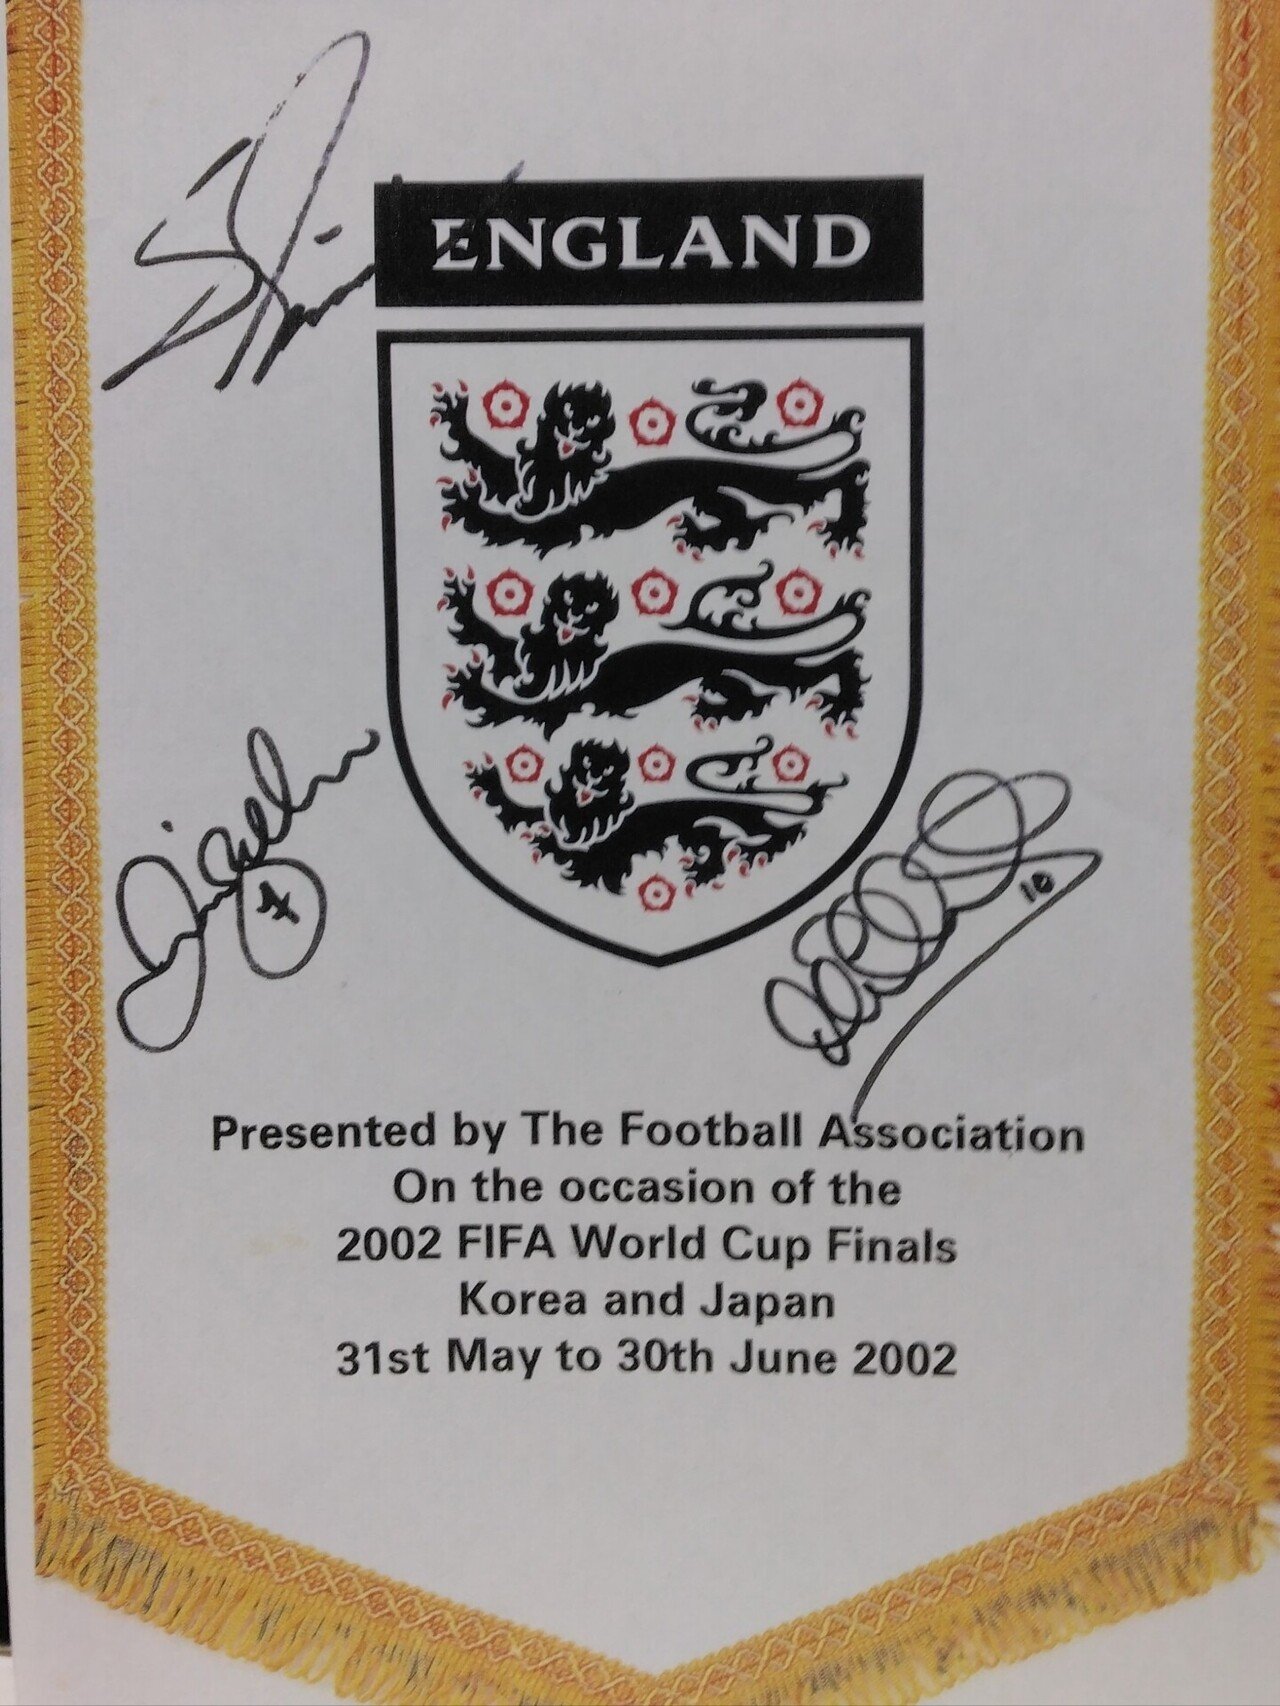 ENGLAND
10
Presented by The Football Association
On the occasion of the
2002 FIFA World Cup Finals
Korea and Japan
31st May to 30th June 2002